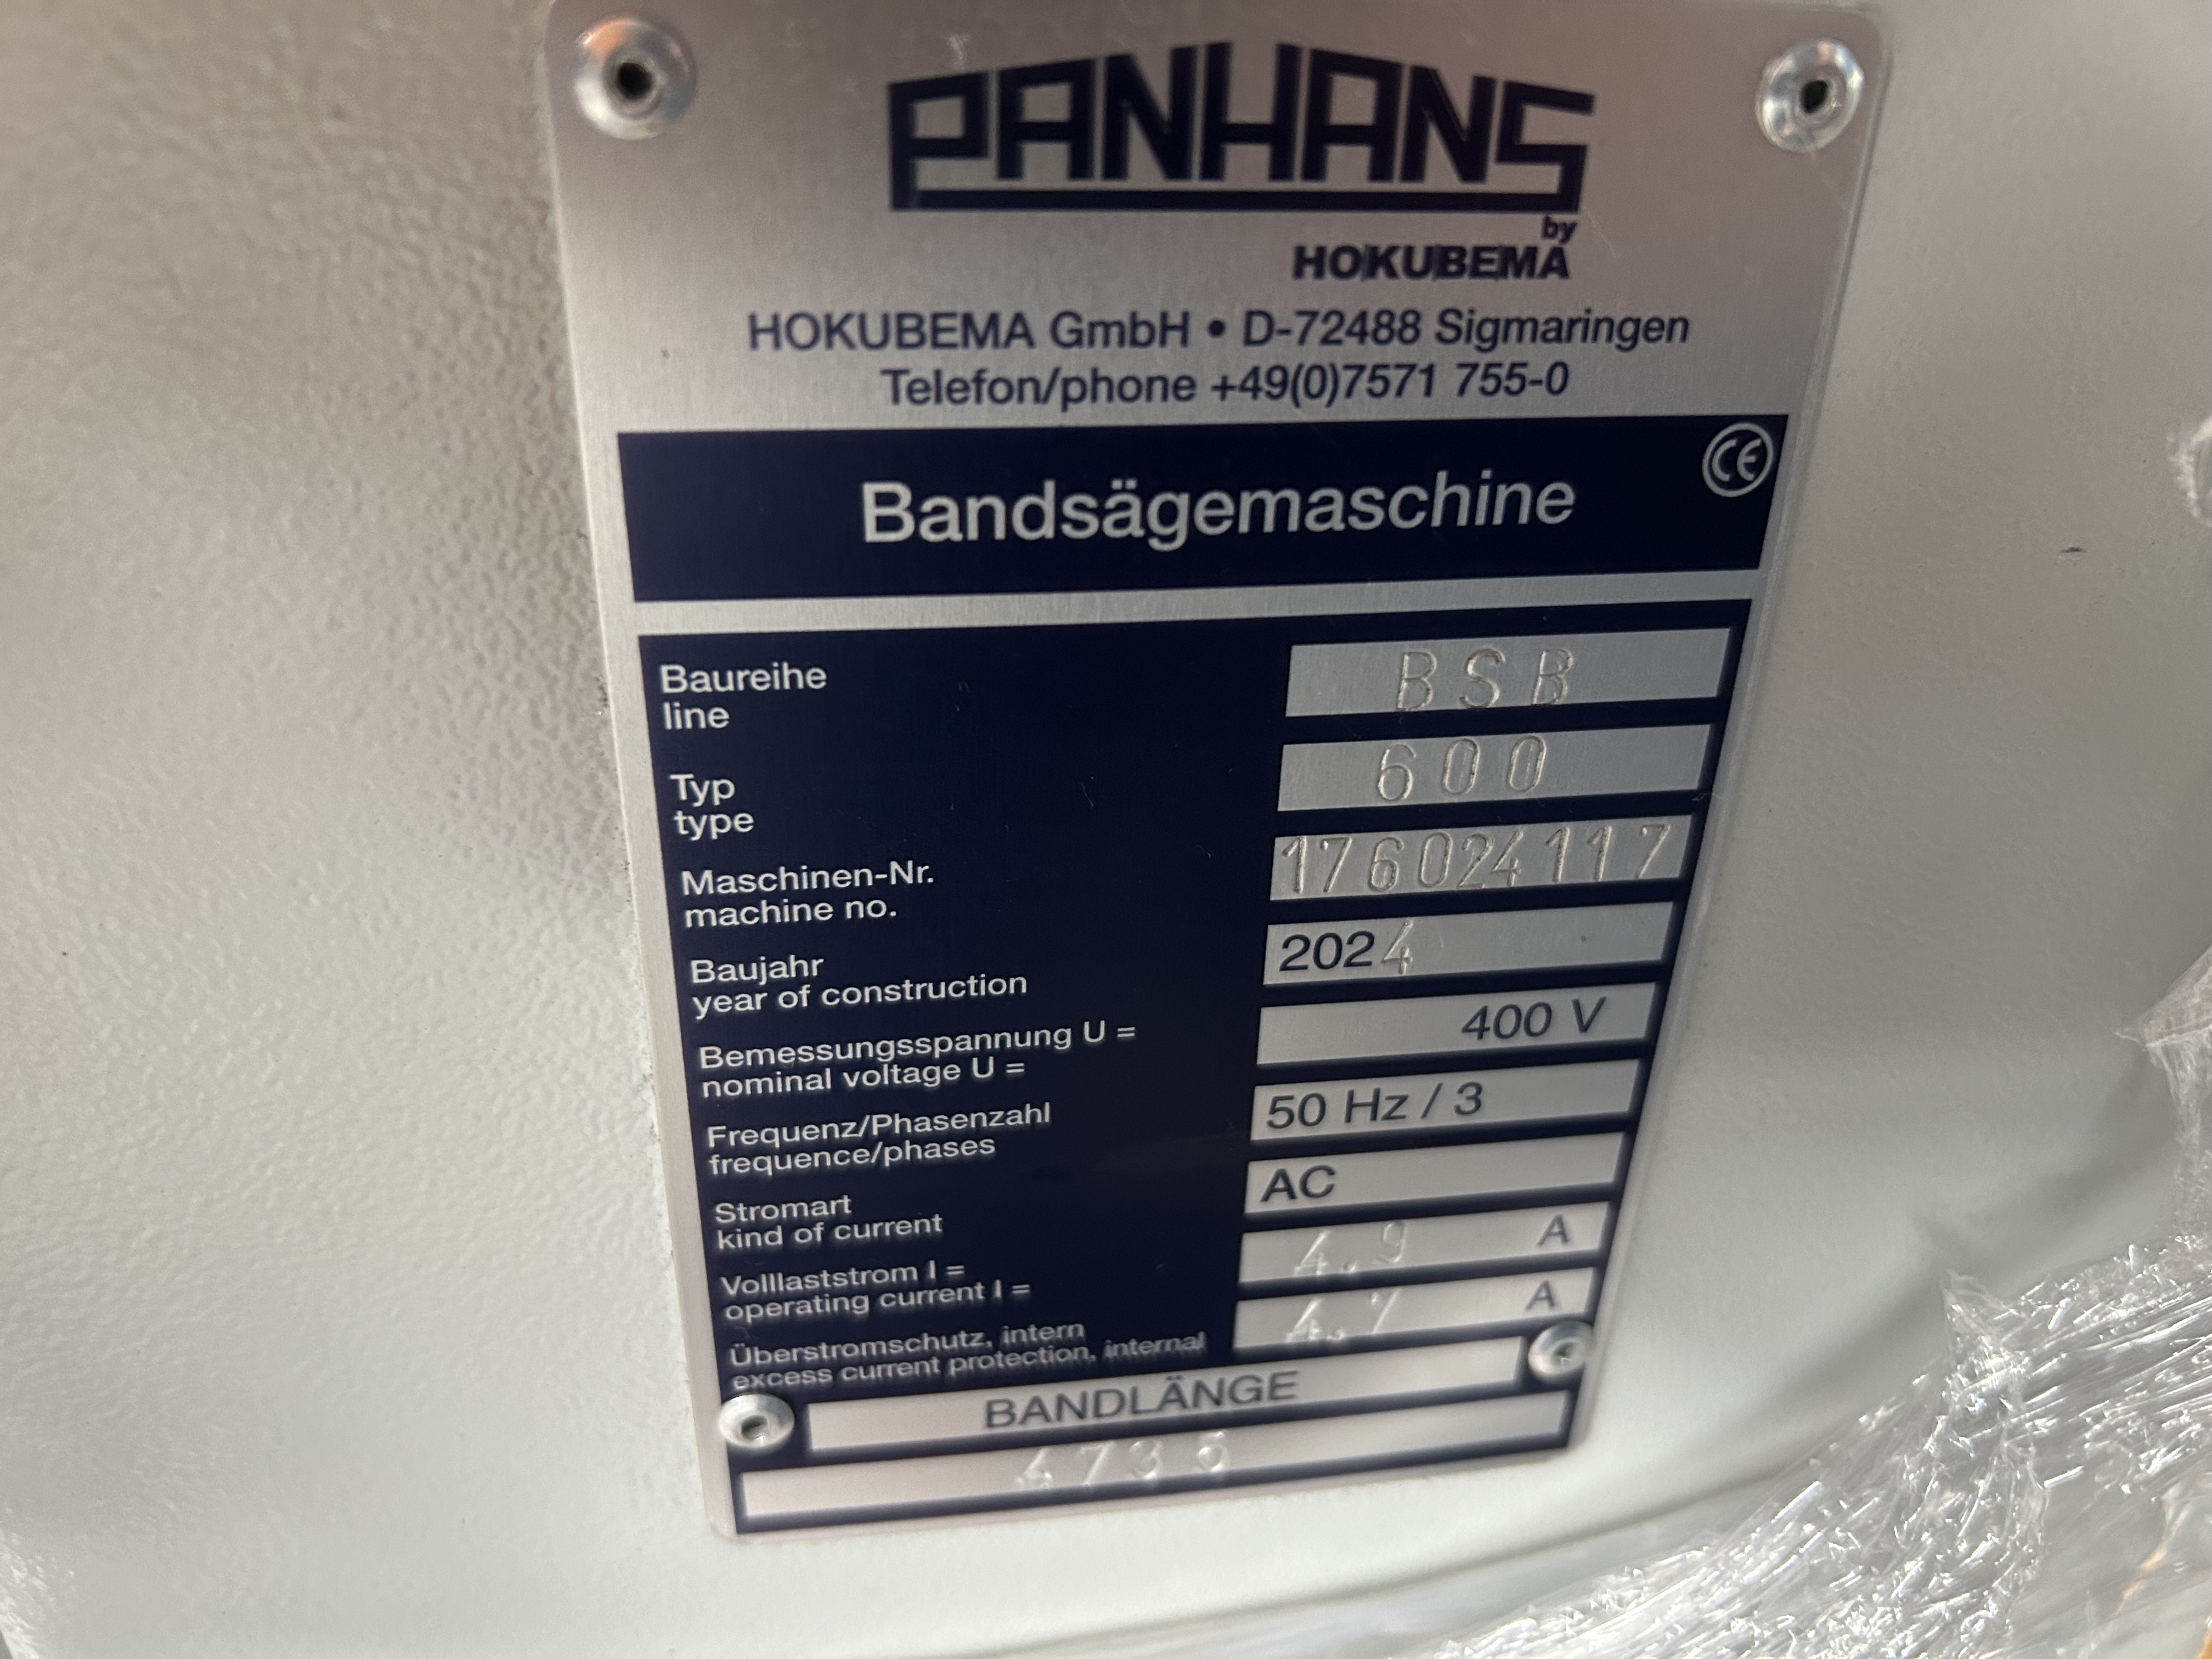 PANHANS
by
HOKUBEMA
HOKUBEMA GmbH • D-72488 Sigmaringen
Telefon/phone +49(0)7571 755-0
CE
Bandsägemaschine
Baureihe
line
BSB
Typ
type
600
Maschinen-Nr.
machine no.
176024117
Baujahr
year of construction
2024
Bemessungsspannung U =
nominal voltage U =
400 V
Frequenz/Phasenzahl
frequence/phases
50 Hz / 3
Stromart
kind of current
AC
Volllaststrom I =
operating current I =
4.9 A
Überstromschutz, intern
excess current protection, internal
A
BANDLÄNGE